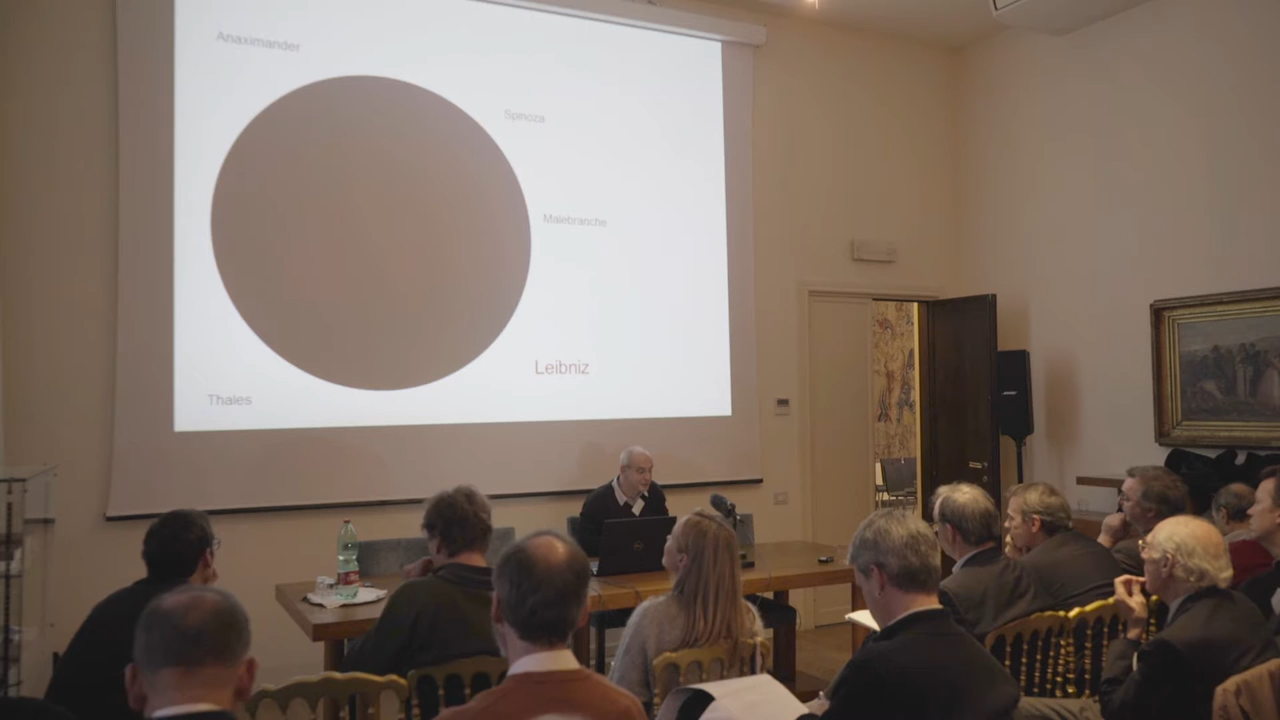 Anaximander
Spinoza
Malebranche
Leibniz
Thales